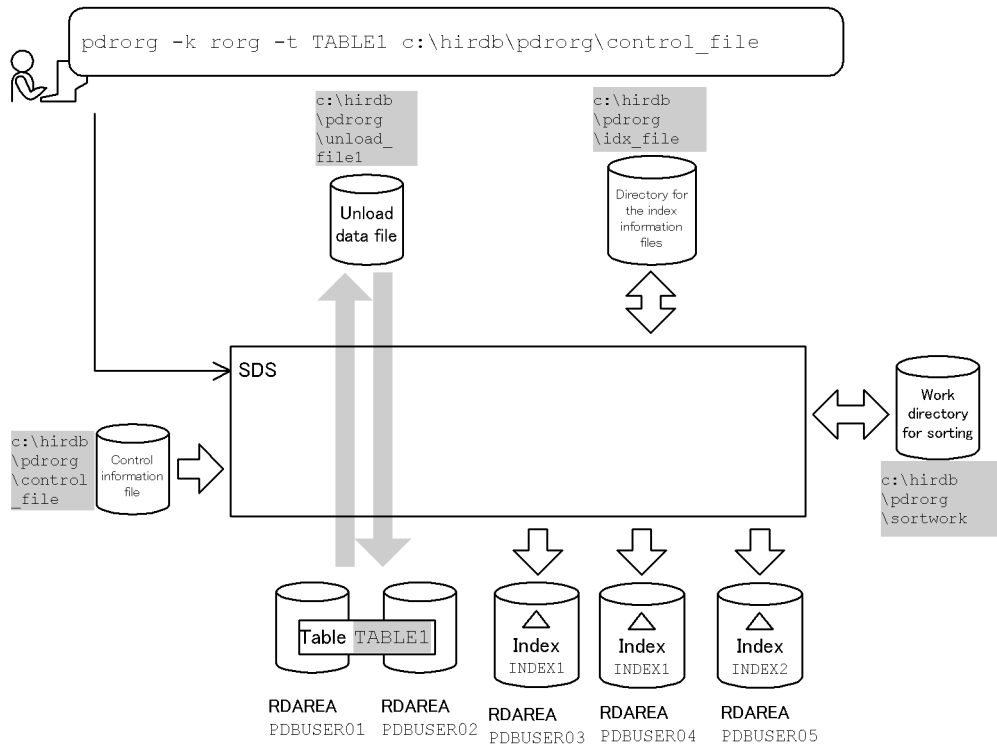 pdrorg -k rorg -t TABLE1 c:\hirdb\pdrorg\control_file
c:\hirdb
\pdrorg
\unload_
file1
c:\hirdb
\pdrorg
\idx_file
Unload
data file
Directory for
the index
information
files
SDS
Work
directory
for sorting
c:\hirdb
\pdrorg
\sortwork
c:\hirdb
\pdrorg
\control
_file
Control
information
file
Table TABLE1
Index
INDEX1
Index
INDEX1
Index
INDEX2
RDAREA
PDBUSER01
RDAREA
PDBUSER02
RDAREA
PDBUSER03
RDAREA
PDBUSER04
RDAREA
PDBUSER05